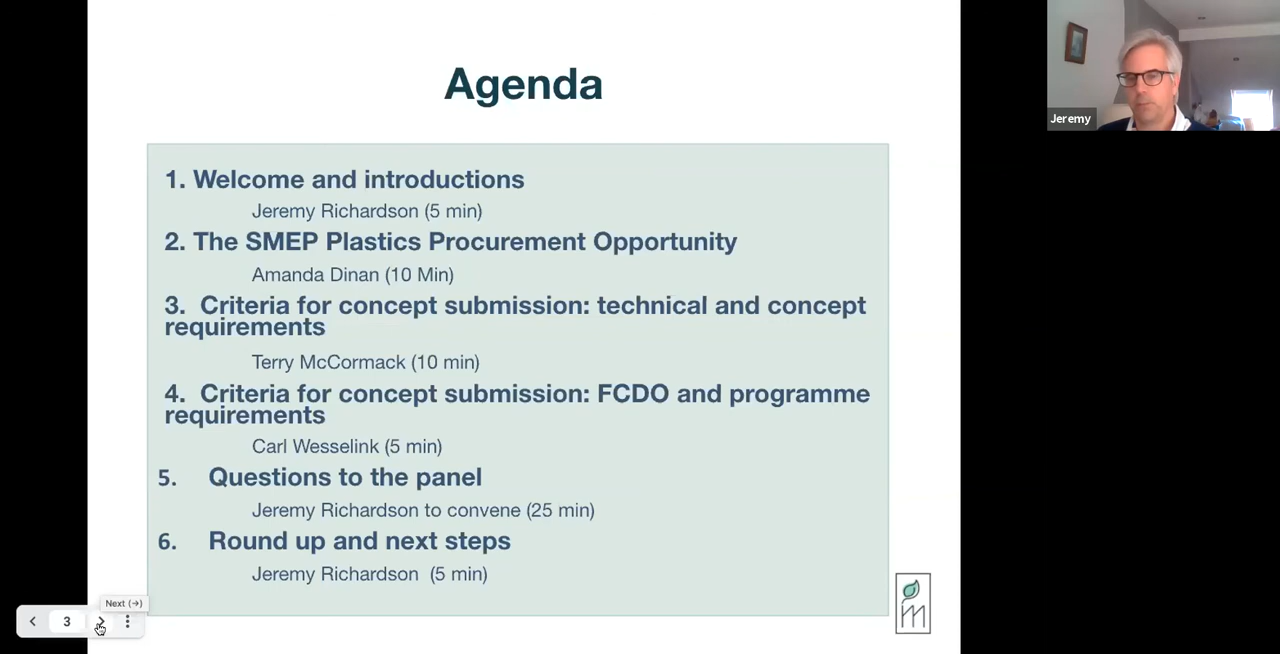 Agenda
Jeremy
1. Welcome and introductions
Jeremy Richardson (5 min)
2. The SMEP Plastics Procurement Opportunity
Amanda Dinan (10 Min)
3. Criteria for concept submission: technical and concept
requirements
Terry McCormack (10 min)
4. Criteria for concept submission: FCDO and programme
requirements
Carl Wesselink (5 min)
5. Questions to the panel
Jeremy Richardson to convene (25 min)
6. Round up and next steps
Jeremy Richardson (5 min)
Next (→)
3